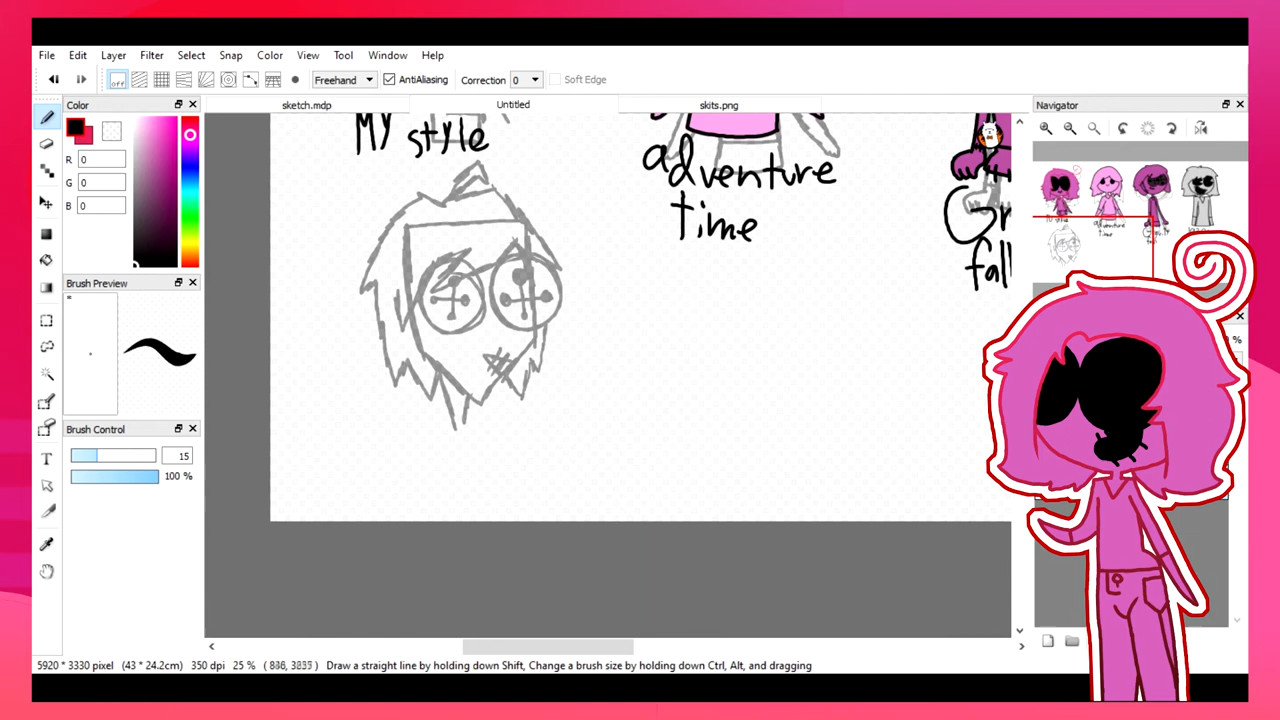 File Edit Layer Filter Select Snap Color View Tool Window Help
off Freehand AntiAliasing Correction 0 Soft Edge
Color
sketch.mdp Untitled skits.png
Navigator
R 0
G 0
B 0
Brush Preview
Brush Control
15
100 %
T
%
MY style
adventure
time
Gr
fall
5920 * 3330 pixel (43 * 24.2cm) 350 dpi 25 % Draw a straight line by holding down Shift, Change a brush size by holding down Ctrl, Alt, and dragging